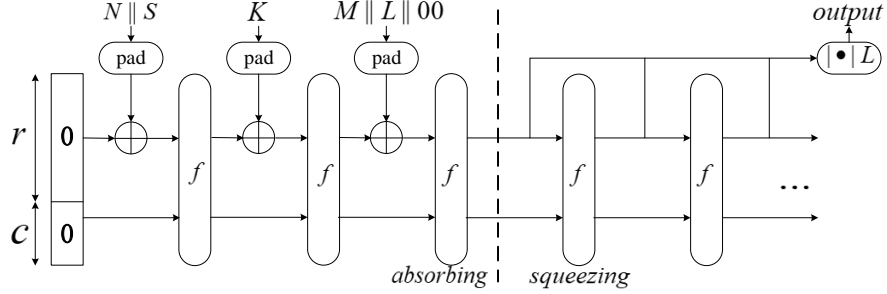 N || S K M || L || 00 output
pad pad pad |•| L
r 0 f f f f f ...
c 0
absorbing squeezing